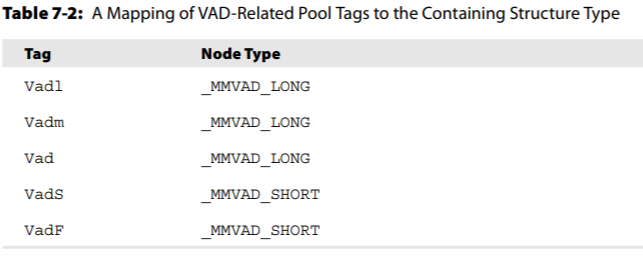 Table 7-2: A Mapping of VAD-Related Pool Tags to the Containing Structure Type
Tag Node Type
Vadl _MMVAD_LONG
Vadm _MMVAD_LONG
Vad _MMVAD_LONG
VadS _MMVAD_SHORT
VadF _MMVAD_SHORT